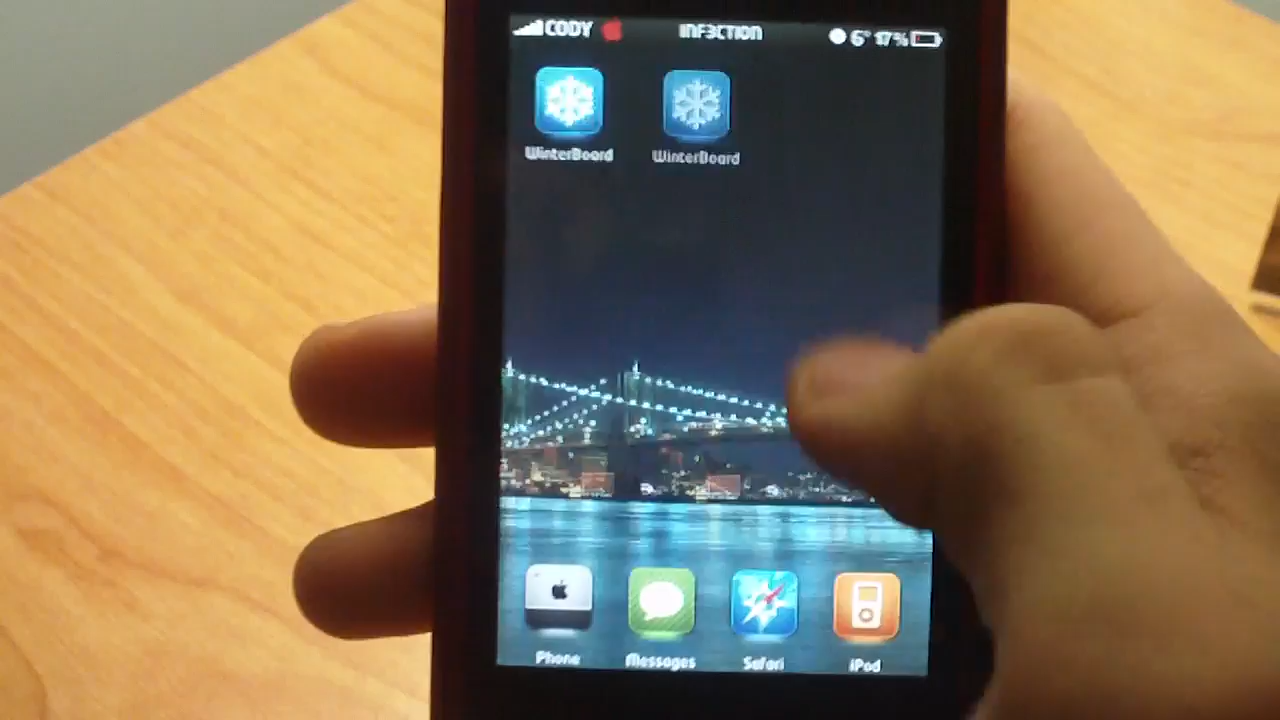 CODY INF3CTION 6° 17%
WinterBoard WinterBoard
Phone Messages Safari iPod